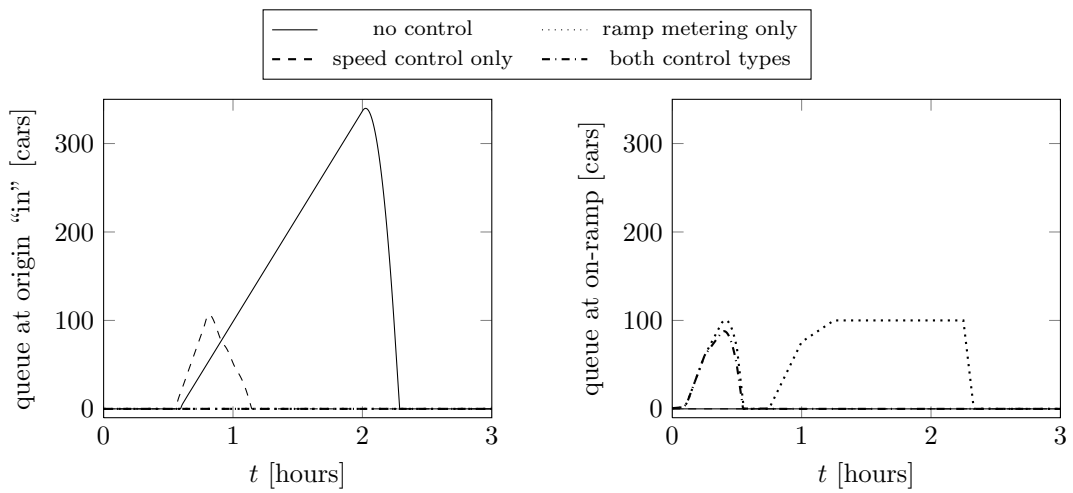 no control
ramp metering only
speed control only
both control types
queue at origin “in” [cars]
300
200
100
0
0 1 2 3
t [hours]
queue at on-ramp [cars]
300
200
100
0
0 1 2 3
t [hours]